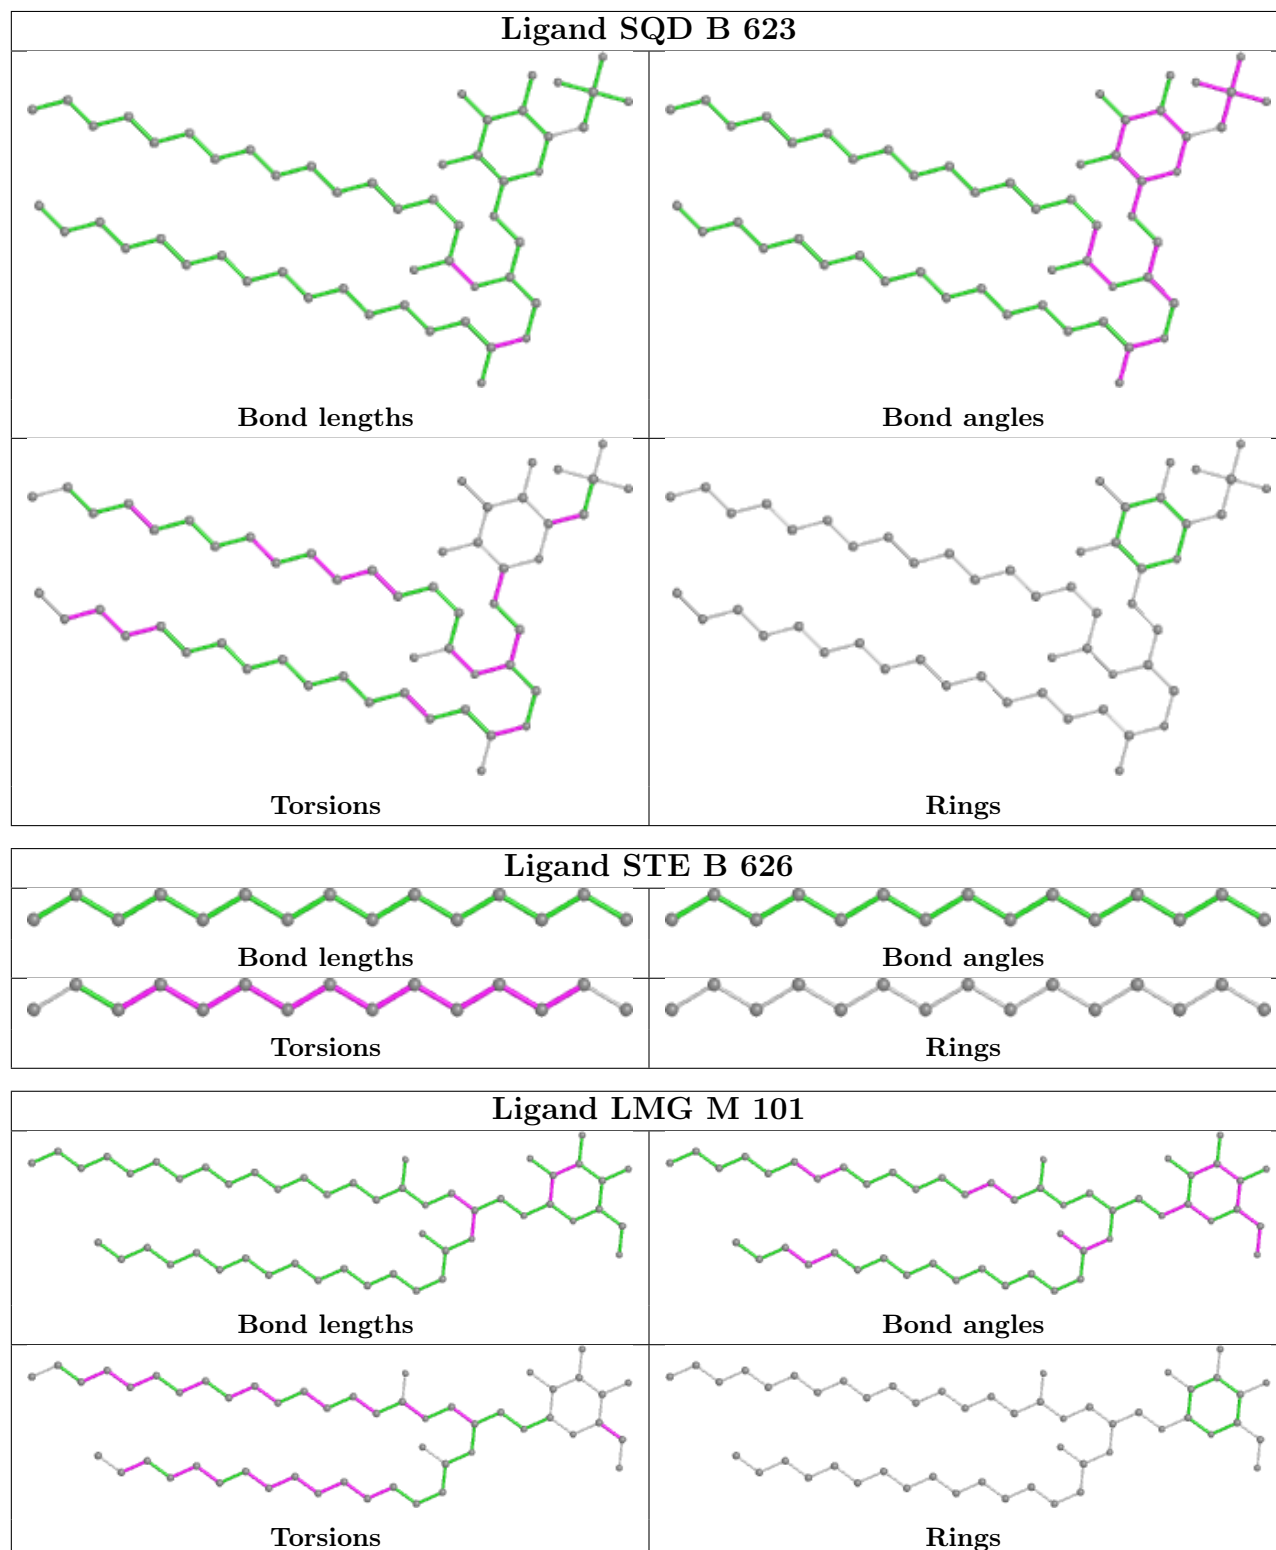 Ligand SQD B 623
Bond lengths
Bond angles
Torsions
Rings
Ligand STE B 626
Bond lengths
Bond angles
Torsions
Rings
Ligand LMG M 101
Bond lengths
Bond angles
Torsions
Rings